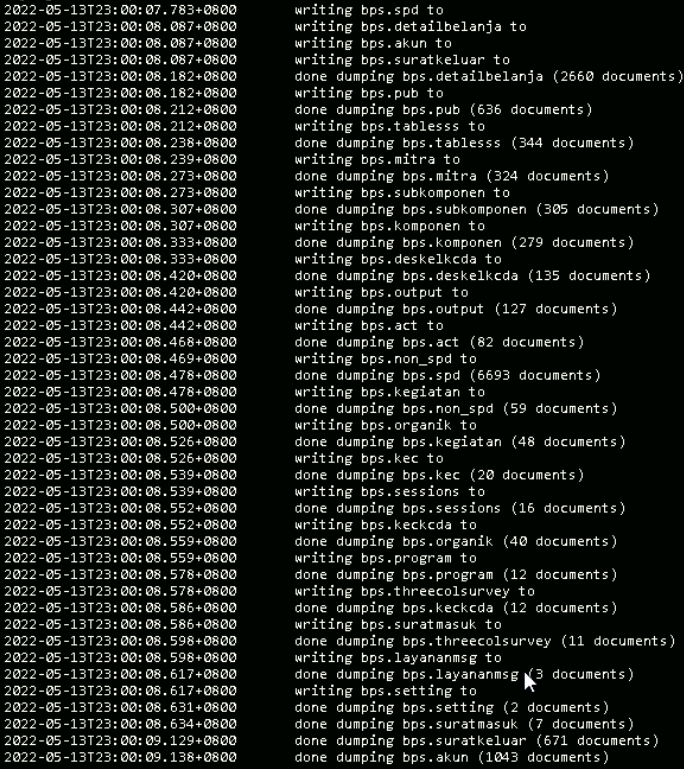 2022-05-13T23:00:07.783+0800 writing bps.spd to
2022-05-13T23:00:08.087+0800 writing bps.detailbelanja to
2022-05-13T23:00:08.087+0800 writing bps.akun to
2022-05-13T23:00:08.087+0800 writing bps.suratkeluar to
2022-05-13T23:00:08.182+0800 done dumping bps.detailbelanja (2660 documents)
2022-05-13T23:00:08.182+0800 writing bps.pub to
2022-05-13T23:00:08.212+0800 done dumping bps.pub (636 documents)
2022-05-13T23:00:08.212+0800 writing bps.tablesss to
2022-05-13T23:00:08.238+0800 done dumping bps.tablesss (344 documents)
2022-05-13T23:00:08.239+0800 writing bps.mitra to
2022-05-13T23:00:08.273+0800 done dumping bps.mitra (324 documents)
2022-05-13T23:00:08.273+0800 writing bps.subkomponen to
2022-05-13T23:00:08.307+0800 done dumping bps.subkomponen (305 documents)
2022-05-13T23:00:08.307+0800 writing bps.komponen to
2022-05-13T23:00:08.333+0800 done dumping bps.komponen (279 documents)
2022-05-13T23:00:08.333+0800 writing bps.deskelkcda to
2022-05-13T23:00:08.420+0800 done dumping bps.deskelkcda (135 documents)
2022-05-13T23:00:08.420+0800 writing bps.output to
2022-05-13T23:00:08.442+0800 done dumping bps.output (127 documents)
2022-05-13T23:00:08.442+0800 writing bps.act to
2022-05-13T23:00:08.468+0800 done dumping bps.act (82 documents)
2022-05-13T23:00:08.469+0800 writing bps.non_spd to
2022-05-13T23:00:08.478+0800 done dumping bps.spd (6693 documents)
2022-05-13T23:00:08.478+0800 writing bps.kegiatan to
2022-05-13T23:00:08.500+0800 done dumping bps.non_spd (59 documents)
2022-05-13T23:00:08.500+0800 writing bps.organik to
2022-05-13T23:00:08.526+0800 done dumping bps.kegiatan (48 documents)
2022-05-13T23:00:08.526+0800 writing bps.kec to
2022-05-13T23:00:08.539+0800 done dumping bps.kec (20 documents)
2022-05-13T23:00:08.539+0800 writing bps.sessions to
2022-05-13T23:00:08.552+0800 done dumping bps.sessions (16 documents)
2022-05-13T23:00:08.552+0800 writing bps.keckcda to
2022-05-13T23:00:08.559+0800 done dumping bps.organik (40 documents)
2022-05-13T23:00:08.559+0800 writing bps.program to
2022-05-13T23:00:08.578+0800 done dumping bps.program (12 documents)
2022-05-13T23:00:08.578+0800 writing bps.threecolsurvey to
2022-05-13T23:00:08.586+0800 done dumping bps.keckcda (12 documents)
2022-05-13T23:00:08.586+0800 writing bps.suratmasuk to
2022-05-13T23:00:08.598+0800 done dumping bps.threecolsurvey (11 documents)
2022-05-13T23:00:08.598+0800 writing bps.layananmsg to
2022-05-13T23:00:08.617+0800 done dumping bps.layananmsg (3 documents)
2022-05-13T23:00:08.617+0800 writing bps.setting to
2022-05-13T23:00:08.631+0800 done dumping bps.setting (2 documents)
2022-05-13T23:00:08.634+0800 done dumping bps.suratmasuk (7 documents)
2022-05-13T23:00:09.129+0800 done dumping bps.suratkeluar (671 documents)
2022-05-13T23:00:09.138+0800 done dumping bps.akun (1043 documents)